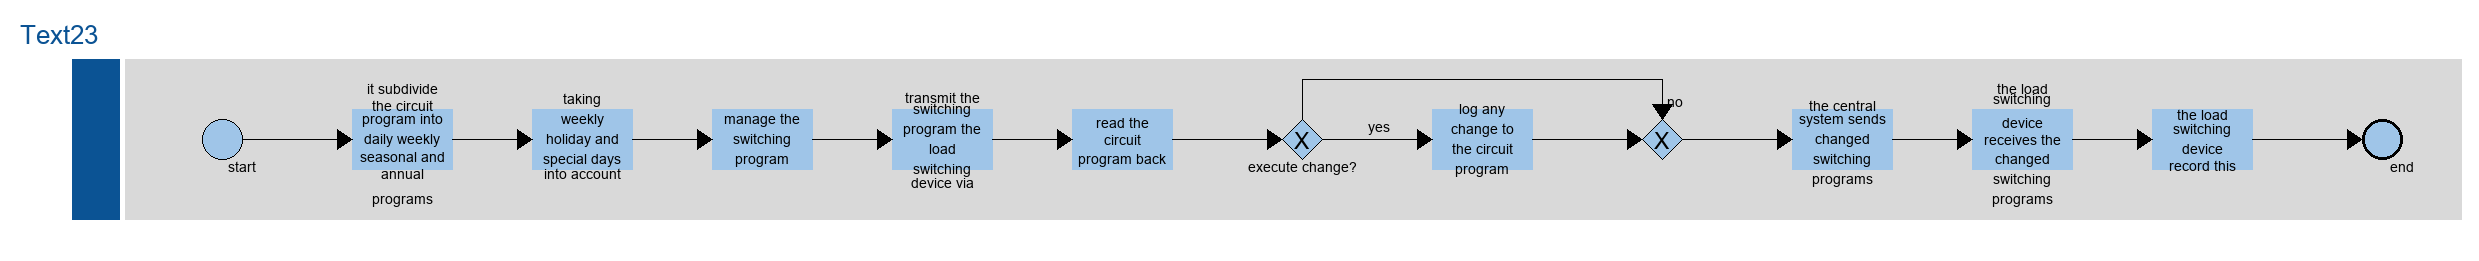 Text23
start
it subdivide
the circuit
program into
daily weekly
seasonal and
annual
programs
taking
weekly
holiday and
special days
into account
manage the
switching
program
transmit the
switching
program the
load
switching
device via
read the
circuit
program back
X
execute change?
yes
log any
change to
the circuit
program
no
X
the central
system sends
changed
switching
programs
the load
switching
device
receives the
changed
switching
programs
the load
switching
device
record this
end